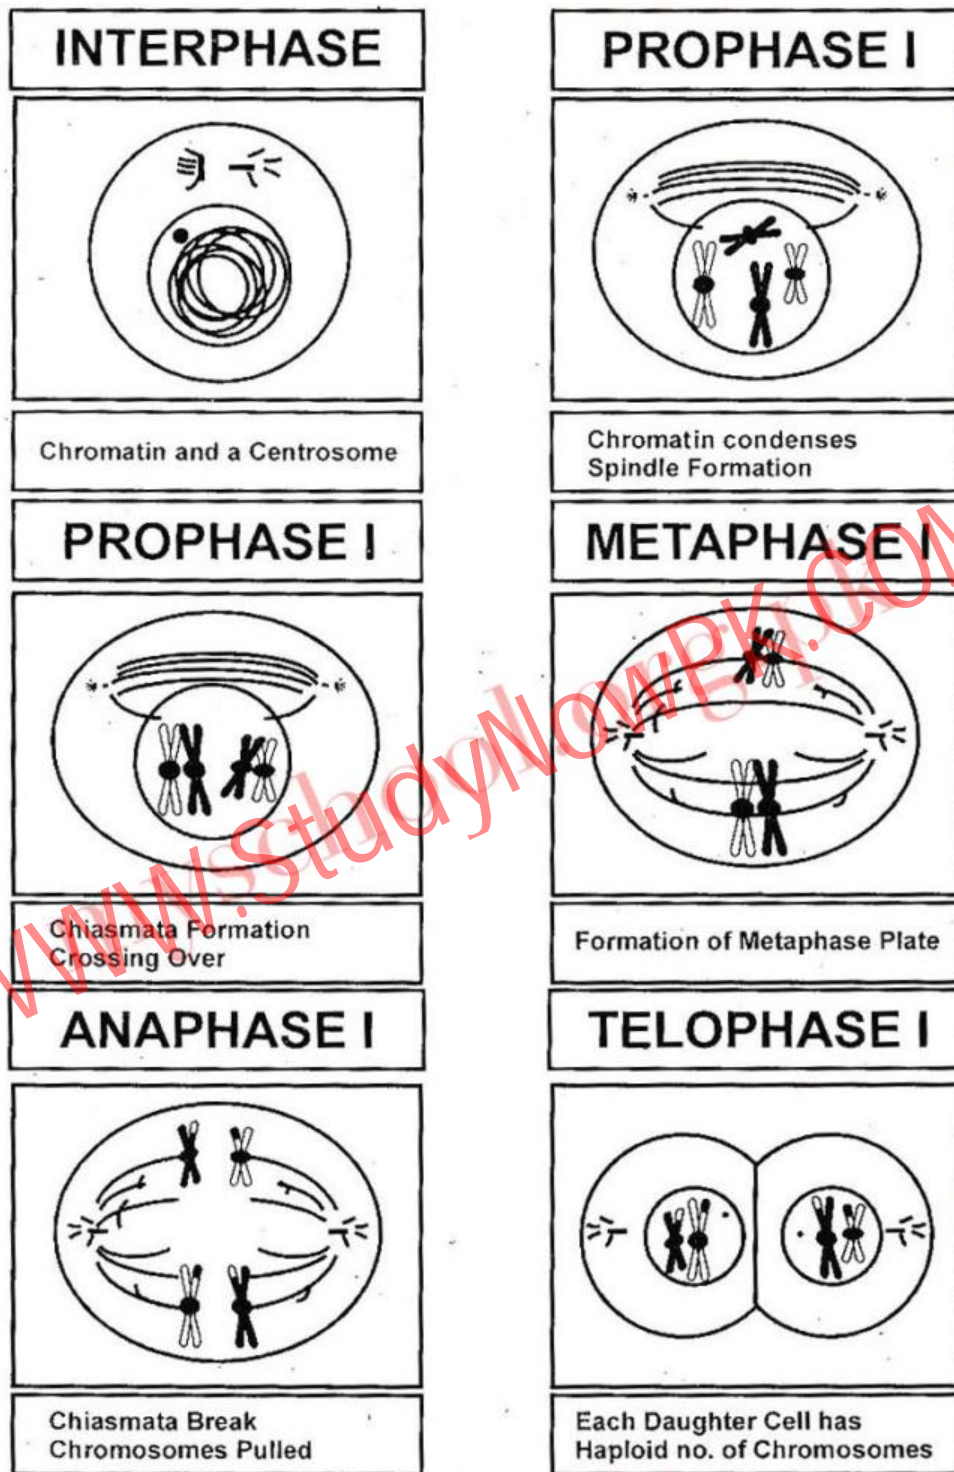 INTERPHASE
PROPHASE I
Chromatin and a Centrosome
Chromatin condenses
Spindle Formation
PROPHASE I
METAPHASE I
Chiasmata Formation
Crossing Over
Formation of Metaphase Plate
www.StudyNowPK.COM
ANAPHASE I
TELOPHASE I
Chiasmata Break
Chromosomes Pulled
Each Daughter Cell has
Haploid no. of Chromosomes